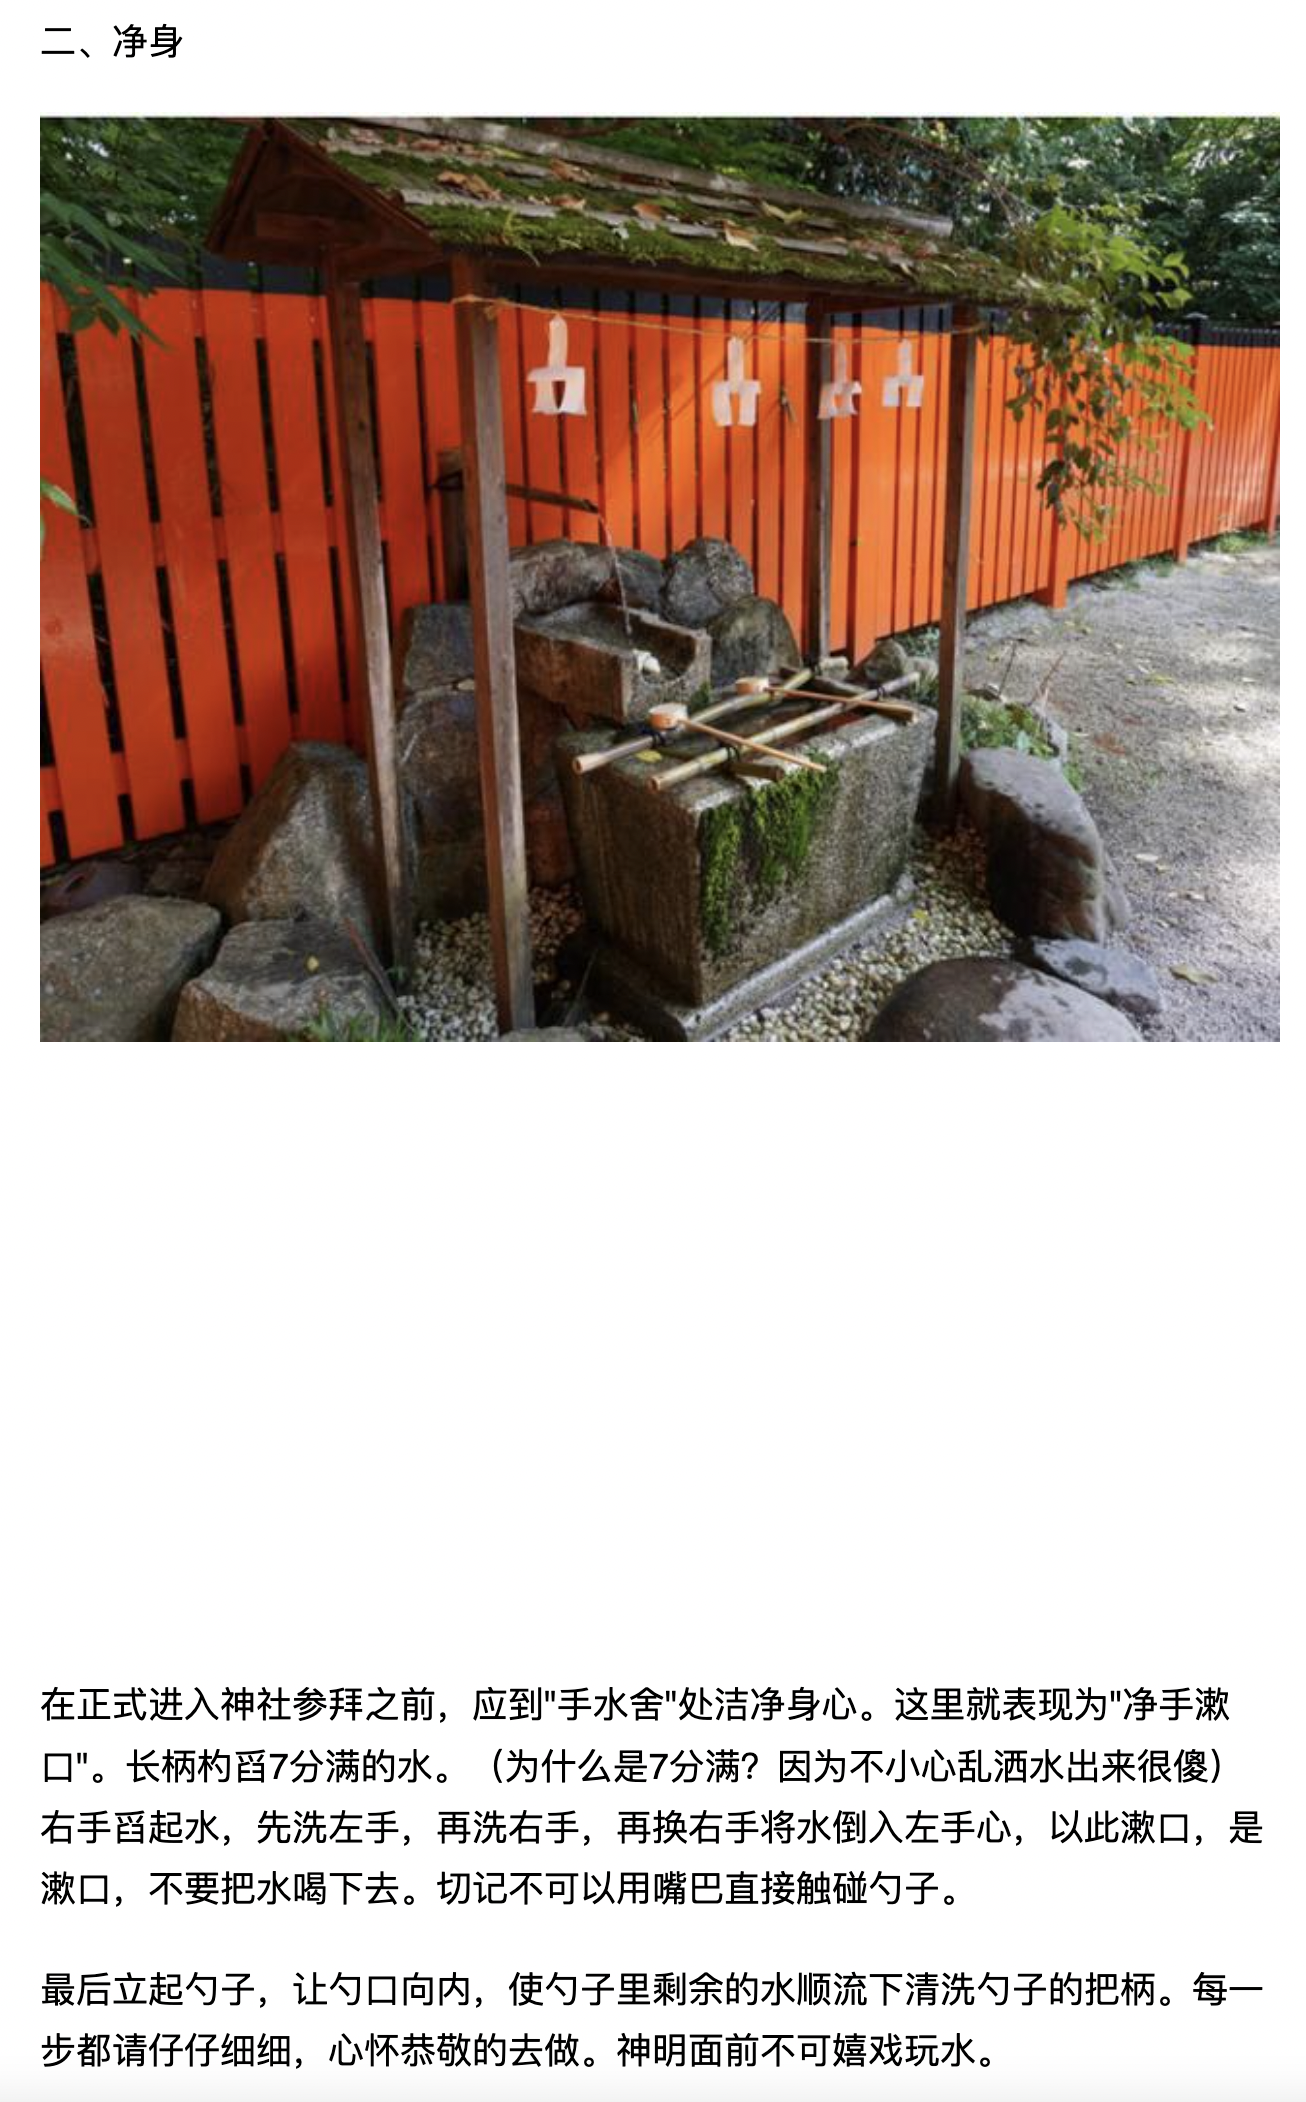 二、净身
在正式进入神社参拜之前，应到"手水舍"处洁净身心。这里就表现为"净手漱
口"。长柄杓舀7分满的水。（为什么是7分满？因为不小心乱洒水出来很傻）
右手舀起水，先洗左手，再洗右手，再换右手将水倒入左手心，以此漱口，是
漱口，不要把水喝下去。切记不可以用嘴巴直接触碰勺子。
最后立起勺子，让勺口向内，使勺子里剩余的水顺流下清洗勺子的把柄。每一
步都请仔仔细细，心怀恭敬的去做。神明面前不可嬉戏玩水。